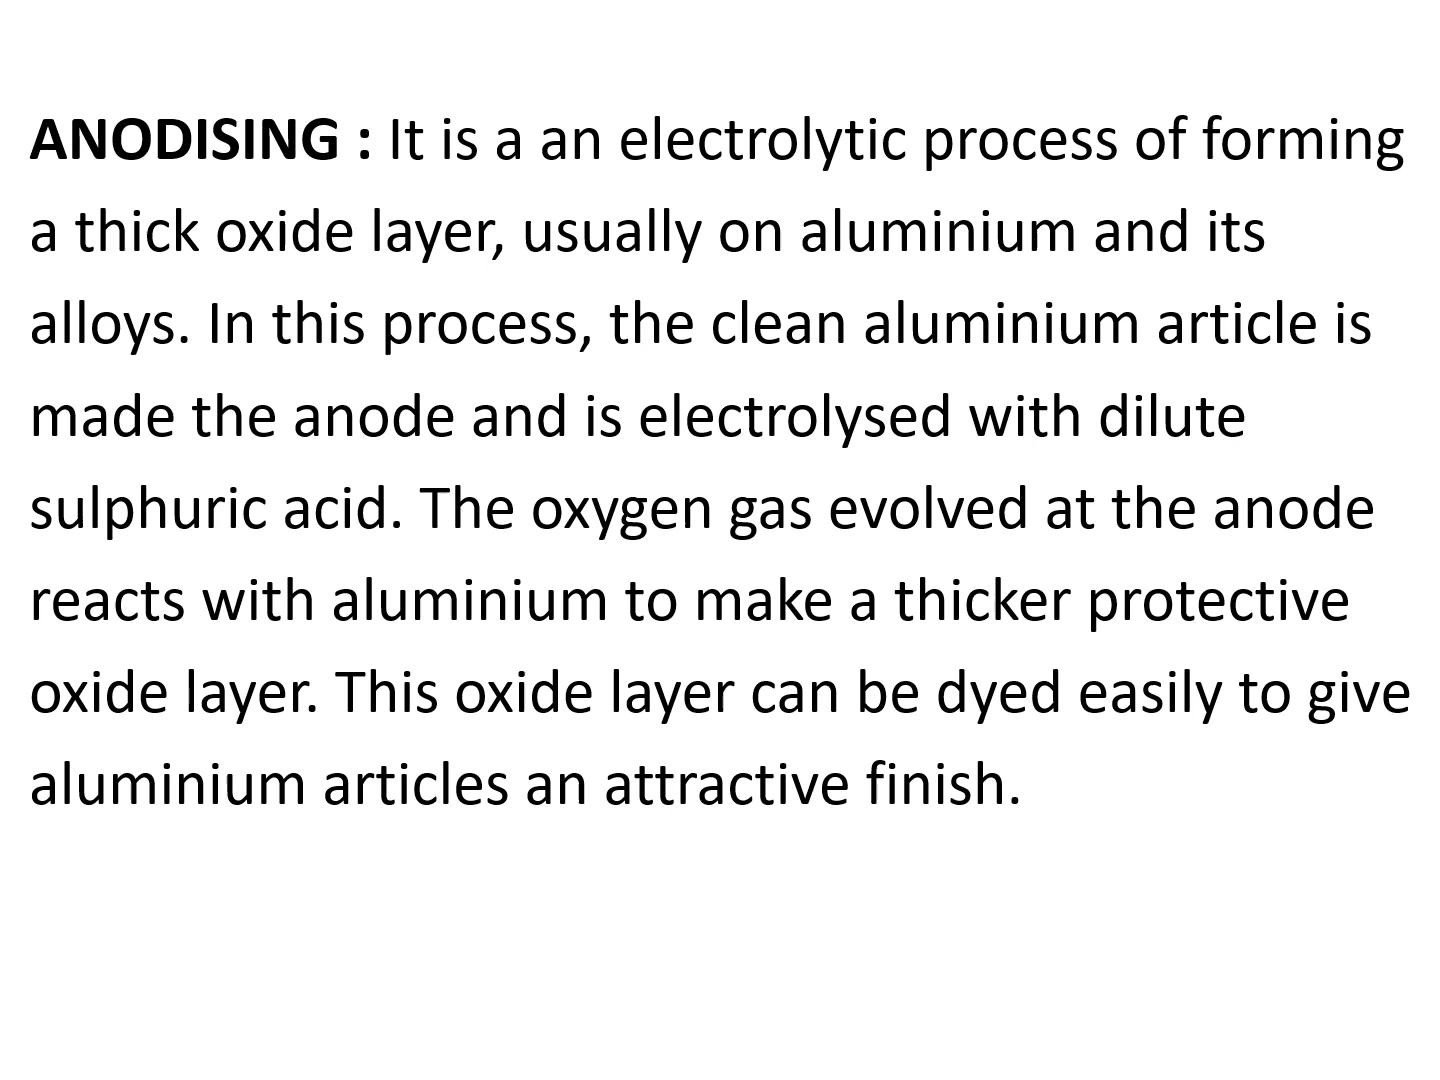 ANODISING : It is a an electrolytic process of forming
a thick oxide layer, usually on aluminium and its
alloys. In this process, the clean aluminium article is
made the anode and is electrolysed with dilute
sulphuric acid. The oxygen gas evolved at the anode
reacts with aluminium to make a thicker protective
oxide layer. This oxide layer can be dyed easily to give
aluminium articles an attractive finish.